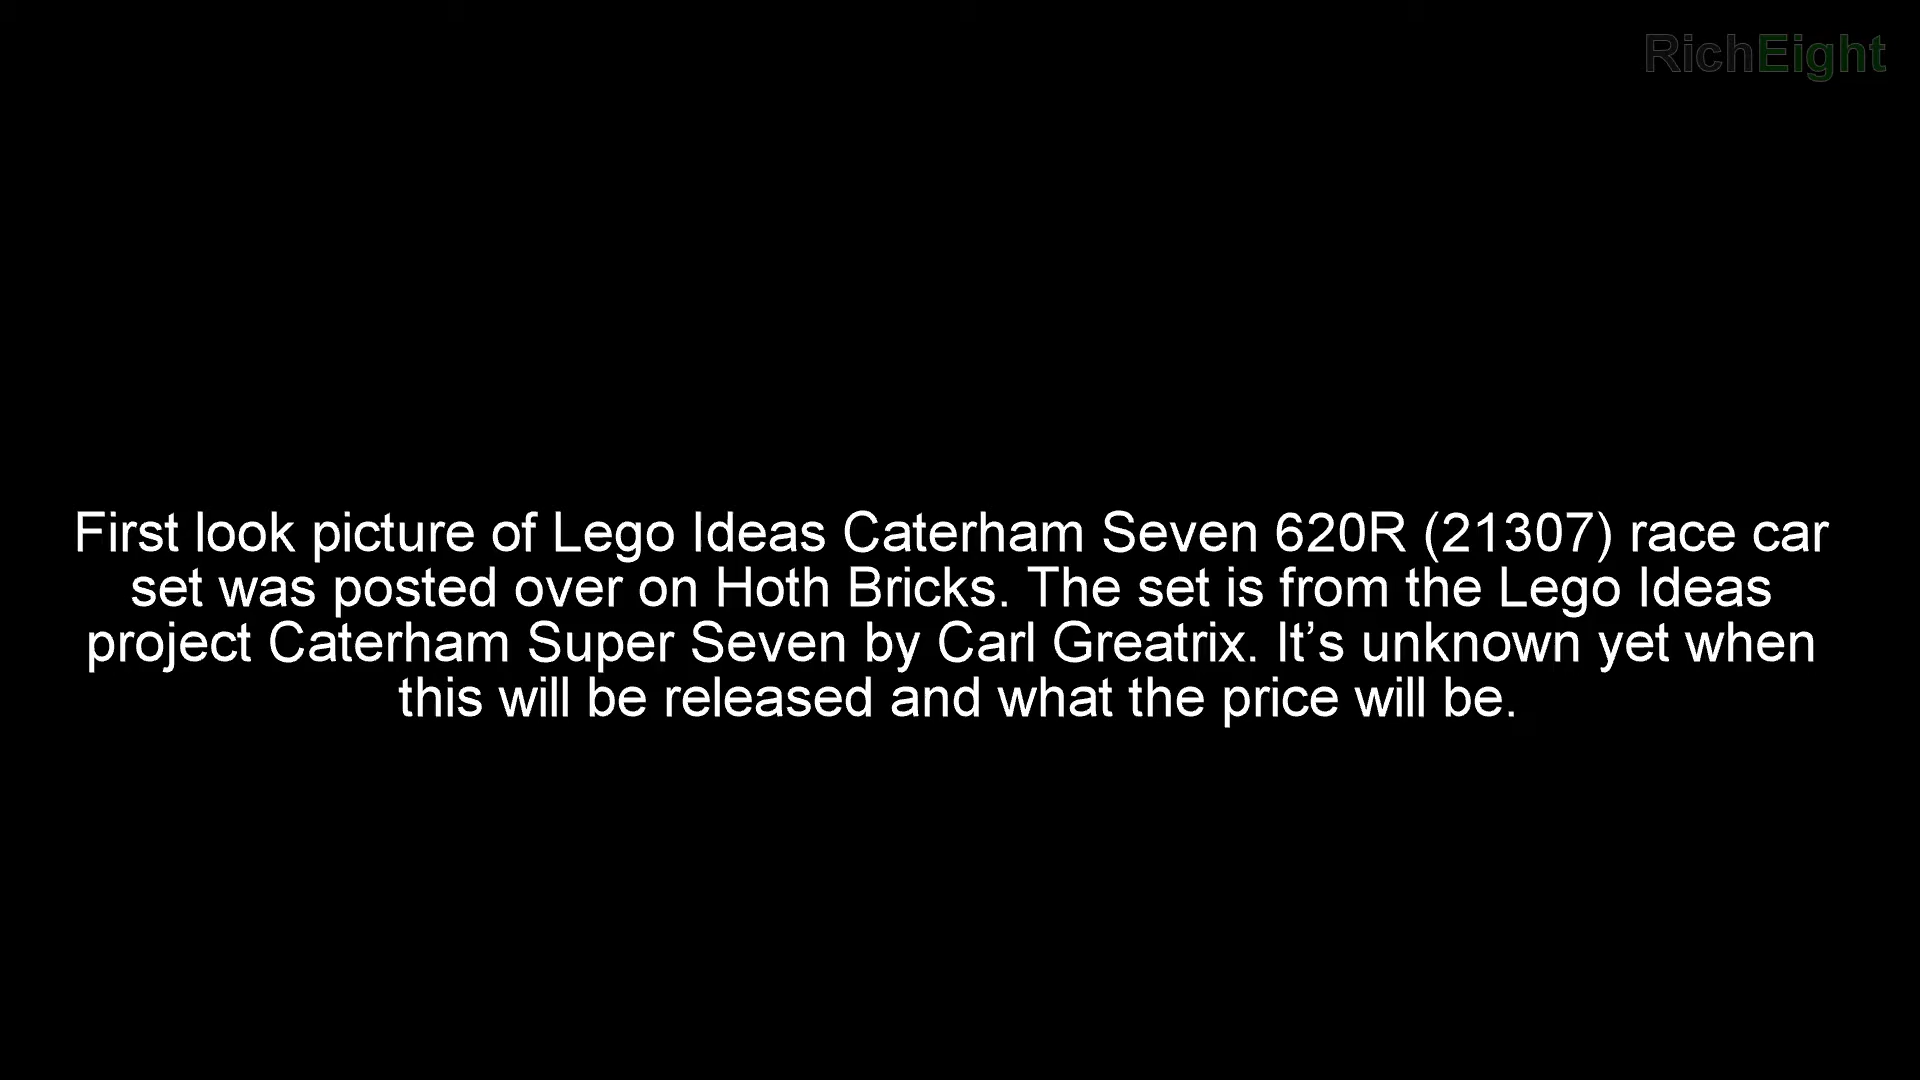 RichEight
First look picture of Lego Ideas Caterham Seven 620R (21307) race car
set was posted over on Hoth Bricks. The set is from the Lego Ideas
project Caterham Super Seven by Carl Greatrix. It’s unknown yet when
this will be released and what the price will be.